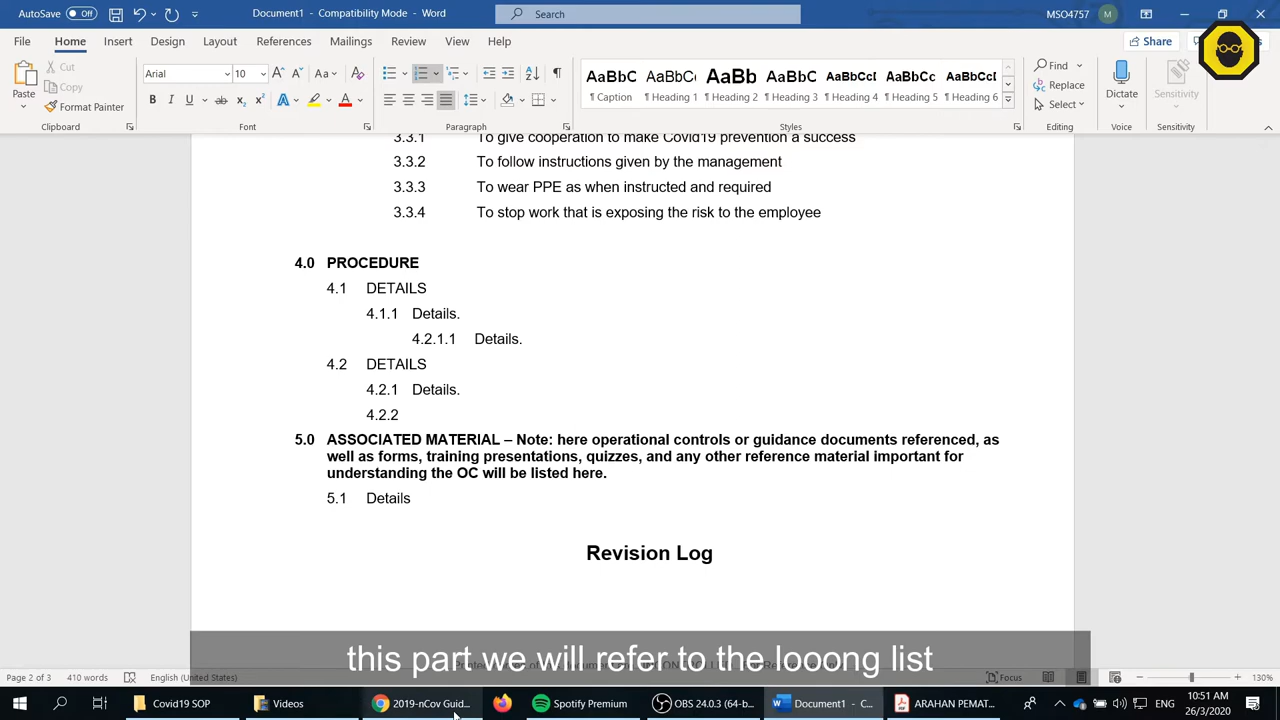 AutoSave Off
Document1 - AutoRecovered - Word
Search
MSO4757 M
File Home Insert Design Layout References Mailings Review View Help
Share
Cut
Copy
Format Painter
Paste
Clipboard
Arial 10
Font
Paragraph
AaBbC AaBbCc AaBb AaBbCc AaBbCcI AaBbCc AaBbCcI
¶ Caption ¶ Heading 1 ¶ Heading 2 ¶ Heading 3 ¶ Heading 4 ¶ Heading 5 ¶ Heading 6
Styles
Find
Replace
Select
Editing
Dictate
Voice
Sensitivity
Sensitivity
3.3.1 To give cooperation to make Covid19 prevention a success
3.3.2 To follow instructions given by the management
3.3.3 To wear PPE as when instructed and required
3.3.4 To stop work that is exposing the risk to the employee
4.0 PROCEDURE
4.1 DETAILS
4.1.1 Details.
4.2.1.1 Details.
4.2 DETAILS
4.2.1 Details.
4.2.2
5.0 ASSOCIATED MATERIAL – Note: here operational controls or guidance documents referenced, as
well as forms, training presentations, quizzes, and any other reference material important for
understanding the OC will be listed here.
5.1 Details
Revision Log
this part we will refer to the looong list
Page 2 of 3 410 words English (United States)
Focus
130%
Covid19 SOP
Videos
2019-nCov Guid...
Spotify Premium
OBS 24.0.3 (64-b...
Document1 - C...
ARAHAN PEMAT...
ENG
10:51 AM
26/3/2020